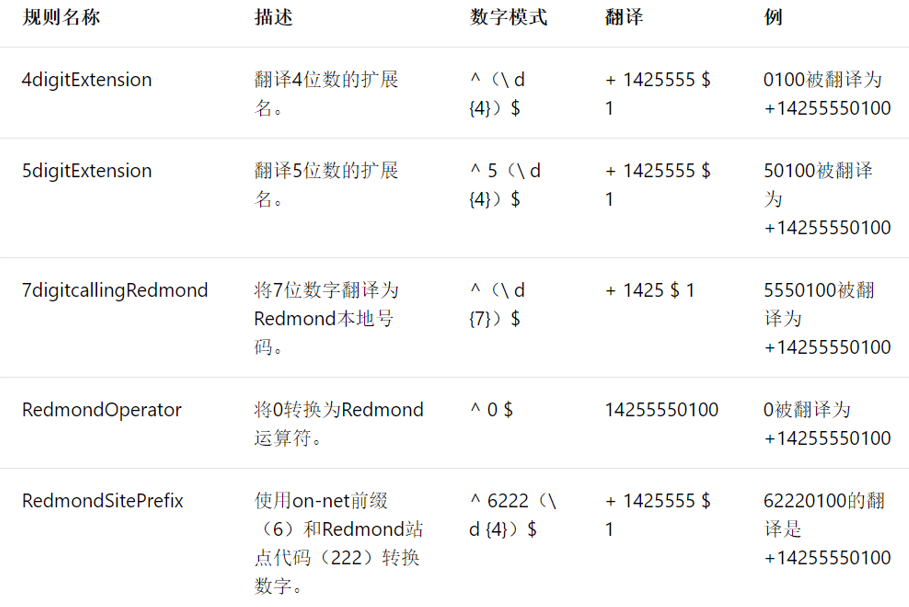 规则名称 描述 数字模式 翻译 例
4digitExtension 翻译4位数的扩展 ^（\ d + 1425555 $ 0100被翻译为
名。 {4}）$ 1 +14255550100
5digitExtension 翻译5位数的扩展 ^ 5（\ d + 1425555 $ 50100被翻译
名。 {4}）$ 1 为
+14255550100
7digitcallingRedmond 将7位数字翻译为 ^（\ d + 1425 $ 1 5550100被翻
Redmond本地号 {7}）$ 译为
码。 +14255550100
RedmondOperator 将0转换为Redmond ^ 0 $ 14255550100 0被翻译为
运算符。 +14255550100
RedmondSitePrefix 使用on-net前缀 ^ 6222（\ + 1425555 $ 62220100的翻
（6）和Redmond站 d {4}）$ 1 译是
点代码（222）转换 +14255550100
数字。